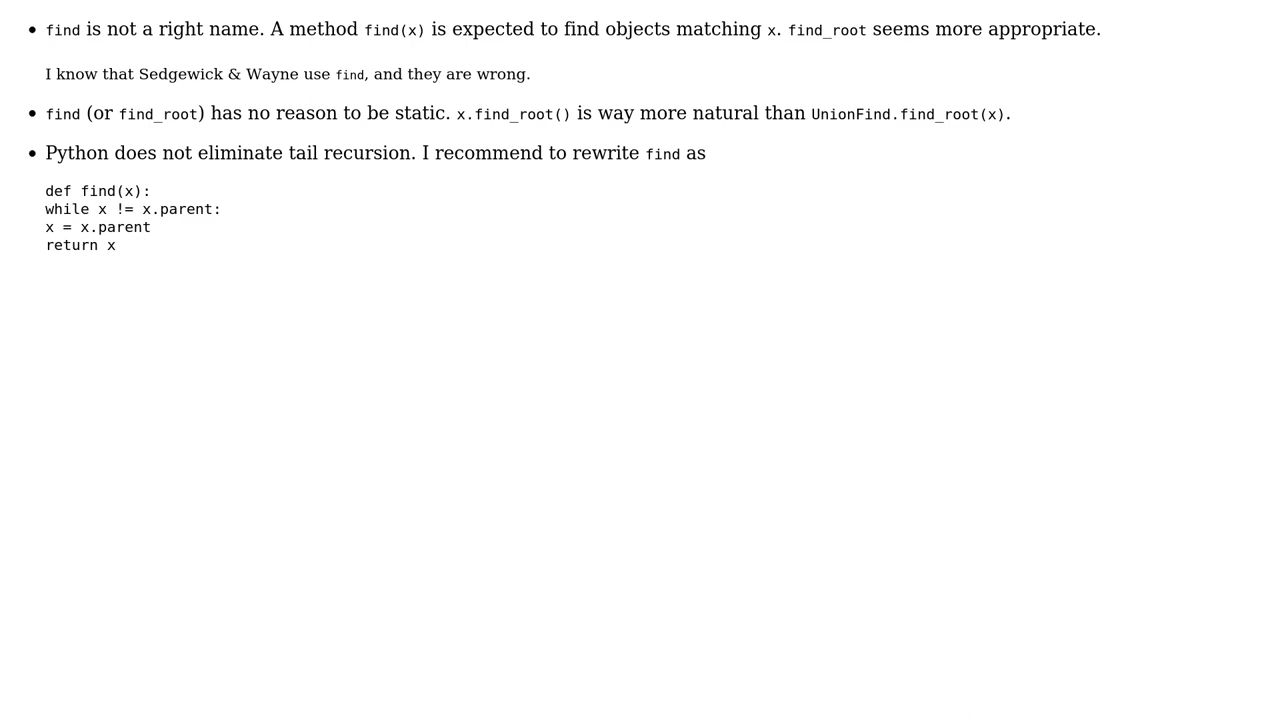 • find is not a right name. A method find(x) is expected to find objects matching x. find_root seems more appropriate.
I know that Sedgewick & Wayne use find, and they are wrong.
• find (or find_root) has no reason to be static. x.find_root() is way more natural than UnionFind.find_root(x).
• Python does not eliminate tail recursion. I recommend to rewrite find as
def find(x):
while x != x.parent:
x = x.parent
return x